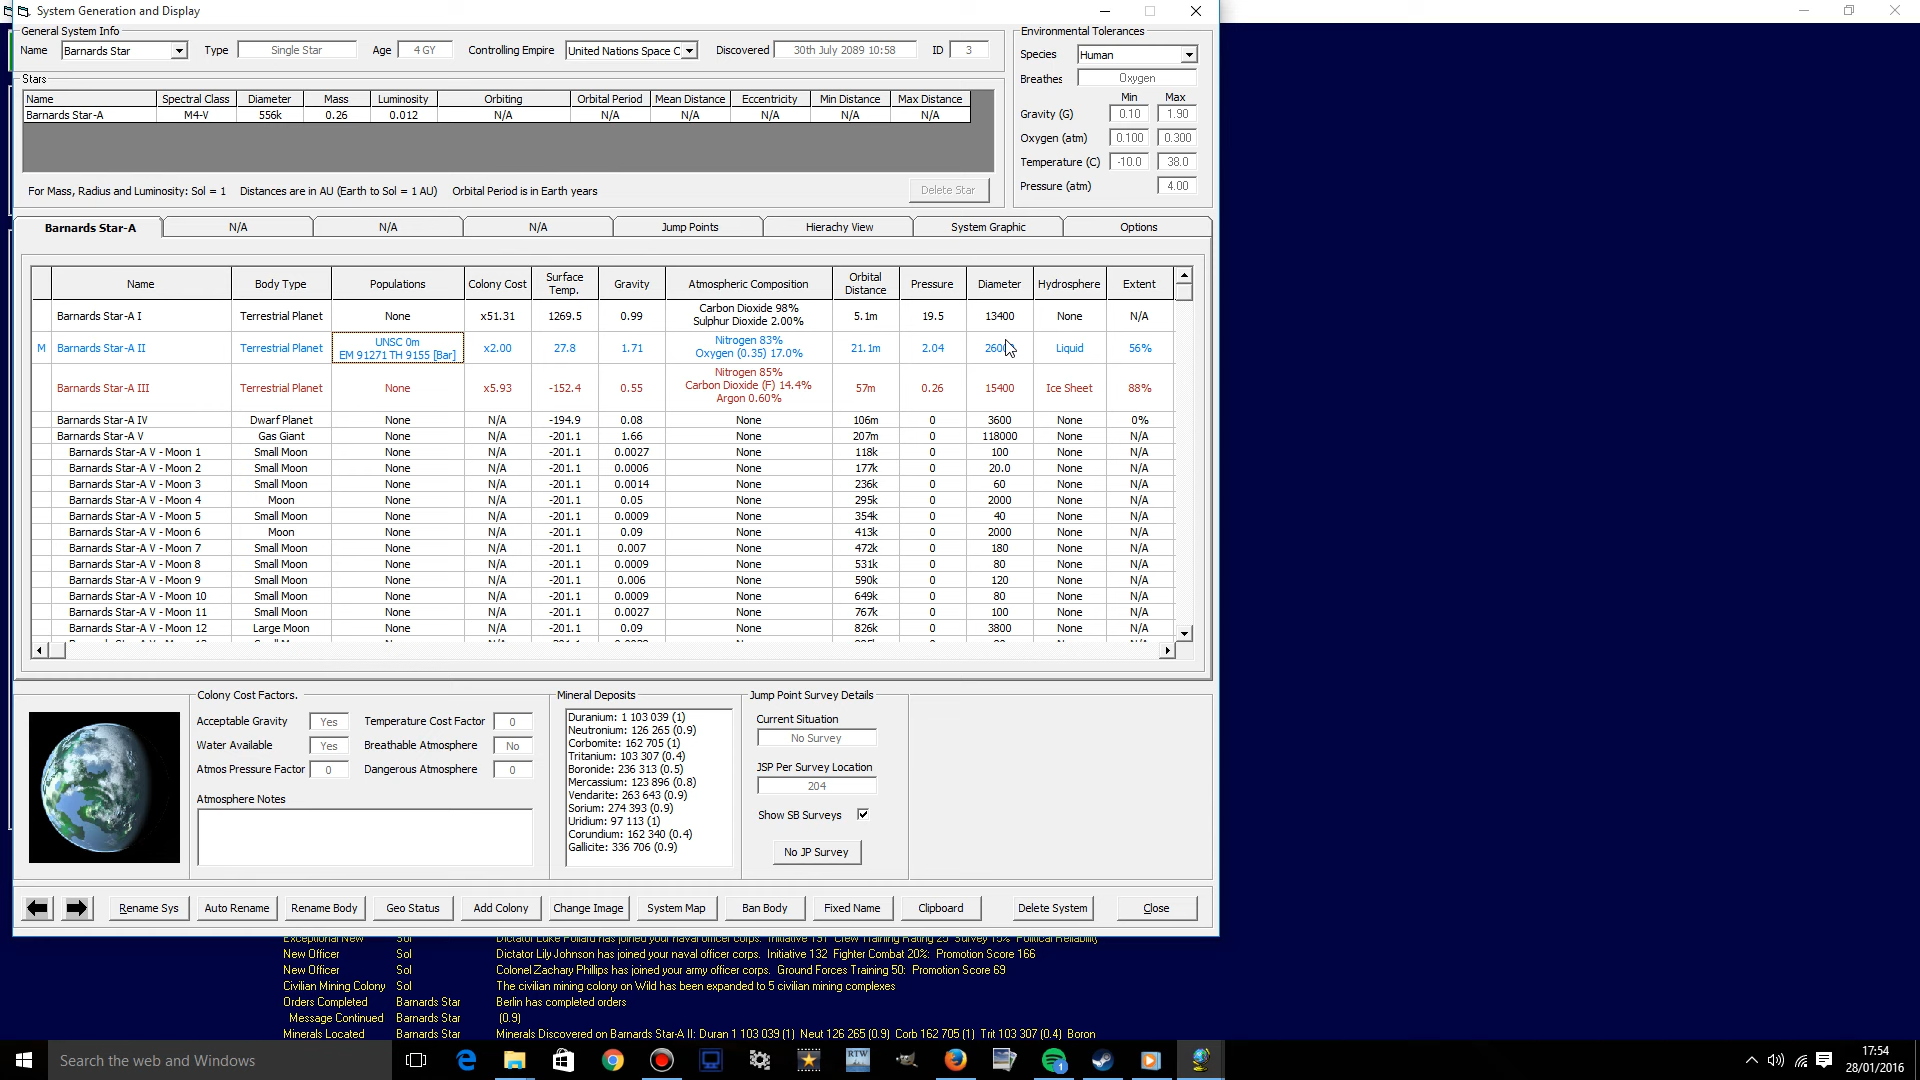 System Generation and Display
General System Info
Name Barnards Star Type Single Star Age 4 GY Controlling Empire United Nations Space C Discovered 30th July 2089 10:58 ID 3
Environmental Tolerances
Species Human
Breathes Oxygen
Min Max
Gravity (G) 0.10 1.90
Oxygen (atm) 0.100 0.300
Temperature (C) -10.0 38.0
Pressure (atm) 4.00
Stars
Name Spectral Class Diameter Mass Luminosity Orbiting Orbital Period Mean Distance Eccentricity Min Distance Max Distance
Barnards Star-A M4-V 556k 0.26 0.012 N/A N/A N/A N/A N/A N/A
For Mass, Radius and Luminosity: Sol = 1 Distances are in AU (Earth to Sol = 1 AU) Orbital Period is in Earth years
Delete Star
Barnards Star-A N/A N/A N/A Jump Points Hierachy View System Graphic Options
Name Body Type Populations Colony Cost Surface Temp. Gravity Atmospheric Composition Orbital Distance Pressure Diameter Hydrosphere Extent
Barnards Star-A I Terrestrial Planet None x51.31 1269.5 0.99 Carbon Dioxide 98% Sulphur Dioxide 2.00% 5.1m 19.5 13400 None N/A
M Barnards Star-A II Terrestrial Planet UNSC 0m EM 91271 TH 9155 [Bar] x2.00 27.8 1.71 Nitrogen 83% Oxygen (0.35) 17.0% 21.1m 2.04 Liquid 56%
Barnards Star-A III Terrestrial Planet None x5.93 -152.4 0.55 Nitrogen 85% Carbon Dioxide (F) 14.4% Argon 0.60% 57m 0.26 15400 Ice Sheet 88%
Barnards Star-A IV Dwarf Planet None N/A -194.9 0.08 None 106m 0 3600 None 0%
Barnards Star-A V Gas Giant None N/A -201.1 1.66 None 207m 0 118000 None N/A
Barnards Star-A V - Moon 1 Small Moon None N/A -201.1 0.0027 None 118k 0 100 None N/A
Barnards Star-A V - Moon 2 Small Moon None N/A -201.1 0.0006 None 177k 0 20.0 None N/A
Barnards Star-A V - Moon 3 Small Moon None N/A -201.1 0.0014 None 236k 0 60 None N/A
Barnards Star-A V - Moon 4 Moon None N/A -201.1 0.05 None 295k 0 2000 None N/A
Barnards Star-A V - Moon 5 Small Moon None N/A -201.1 0.0009 None 354k 0 40 None N/A
Barnards Star-A V - Moon 6 Moon None N/A -201.1 0.09 None 413k 0 2000 None N/A
Barnards Star-A V - Moon 7 Small Moon None N/A -201.1 0.007 None 472k 0 180 None N/A
Barnards Star-A V - Moon 8 Small Moon None N/A -201.1 0.0009 None 531k 0 80 None N/A
Barnards Star-A V - Moon 9 Small Moon None N/A -201.1 0.006 None 590k 0 120 None N/A
Barnards Star-A V - Moon 10 Small Moon None N/A -201.1 0.0009 None 649k 0 80 None N/A
Barnards Star-A V - Moon 11 Small Moon None N/A -201.1 0.0027 None 767k 0 100 None N/A
Barnards Star-A V - Moon 12 Large Moon None N/A -201.1 0.09 None 826k 0 3800 None N/A
Colony Cost Factors.
Acceptable Gravity Yes Temperature Cost Factor 0
Water Available Yes Breathable Atmosphere No
Atmos Pressure Factor 0 Dangerous Atmosphere 0
Atmosphere Notes
Mineral Deposits
Duranium: 1 103 039 (1)
Neutronium: 126 265 (0.9)
Corbomite: 162 705 (1)
Tritanium: 103 307 (0.4)
Boronide: 236 313 (0.5)
Mercassium: 123 896 (0.8)
Vendarite: 263 643 (0.9)
Sorium: 274 393 (0.9)
Uridium: 97 113 (1)
Corundium: 162 340 (0.4)
Gallicite: 336 706 (0.9)
Jump Point Survey Details
Current Situation
No Survey
JSP Per Survey Location
204
Show SB Surveys
No JP Survey
Rename Sys Auto Rename Rename Body Geo Status Add Colony Change Image System Map Ban Body Fixed Name Clipboard Delete System Close
Exceptional New Sol Dictator Luke Pollard has joined your naval officer corps. Initiative 151 Crew Training Rating 25 Survey 15% Political Reliability
New Officer Sol Dictator Lily Johnson has joined your naval officer corps. Initiative 132 Fighter Combat 20%: Promotion Score 166
New Officer Sol Colonel Zachary Phillips has joined your army officer corps. Ground Forces Training 50: Promotion Score 69
Civilian Mining Colony Sol The civilian mining colony on Wild has been expanded to 5 civilian mining complexes
Orders Completed Barnards Star Berlin has completed orders
Message Continued Barnards Star (0.9)
Minerals Located Barnards Star Minerals Discovered on Barnards Star-A II: Duran 1 103 039 (1) Neut 126 265 (0.9) Corb 162 705 (1) Trit 103 307 (0.4) Boron
Search the web and Windows
RTW
1
17:54
28/01/2016